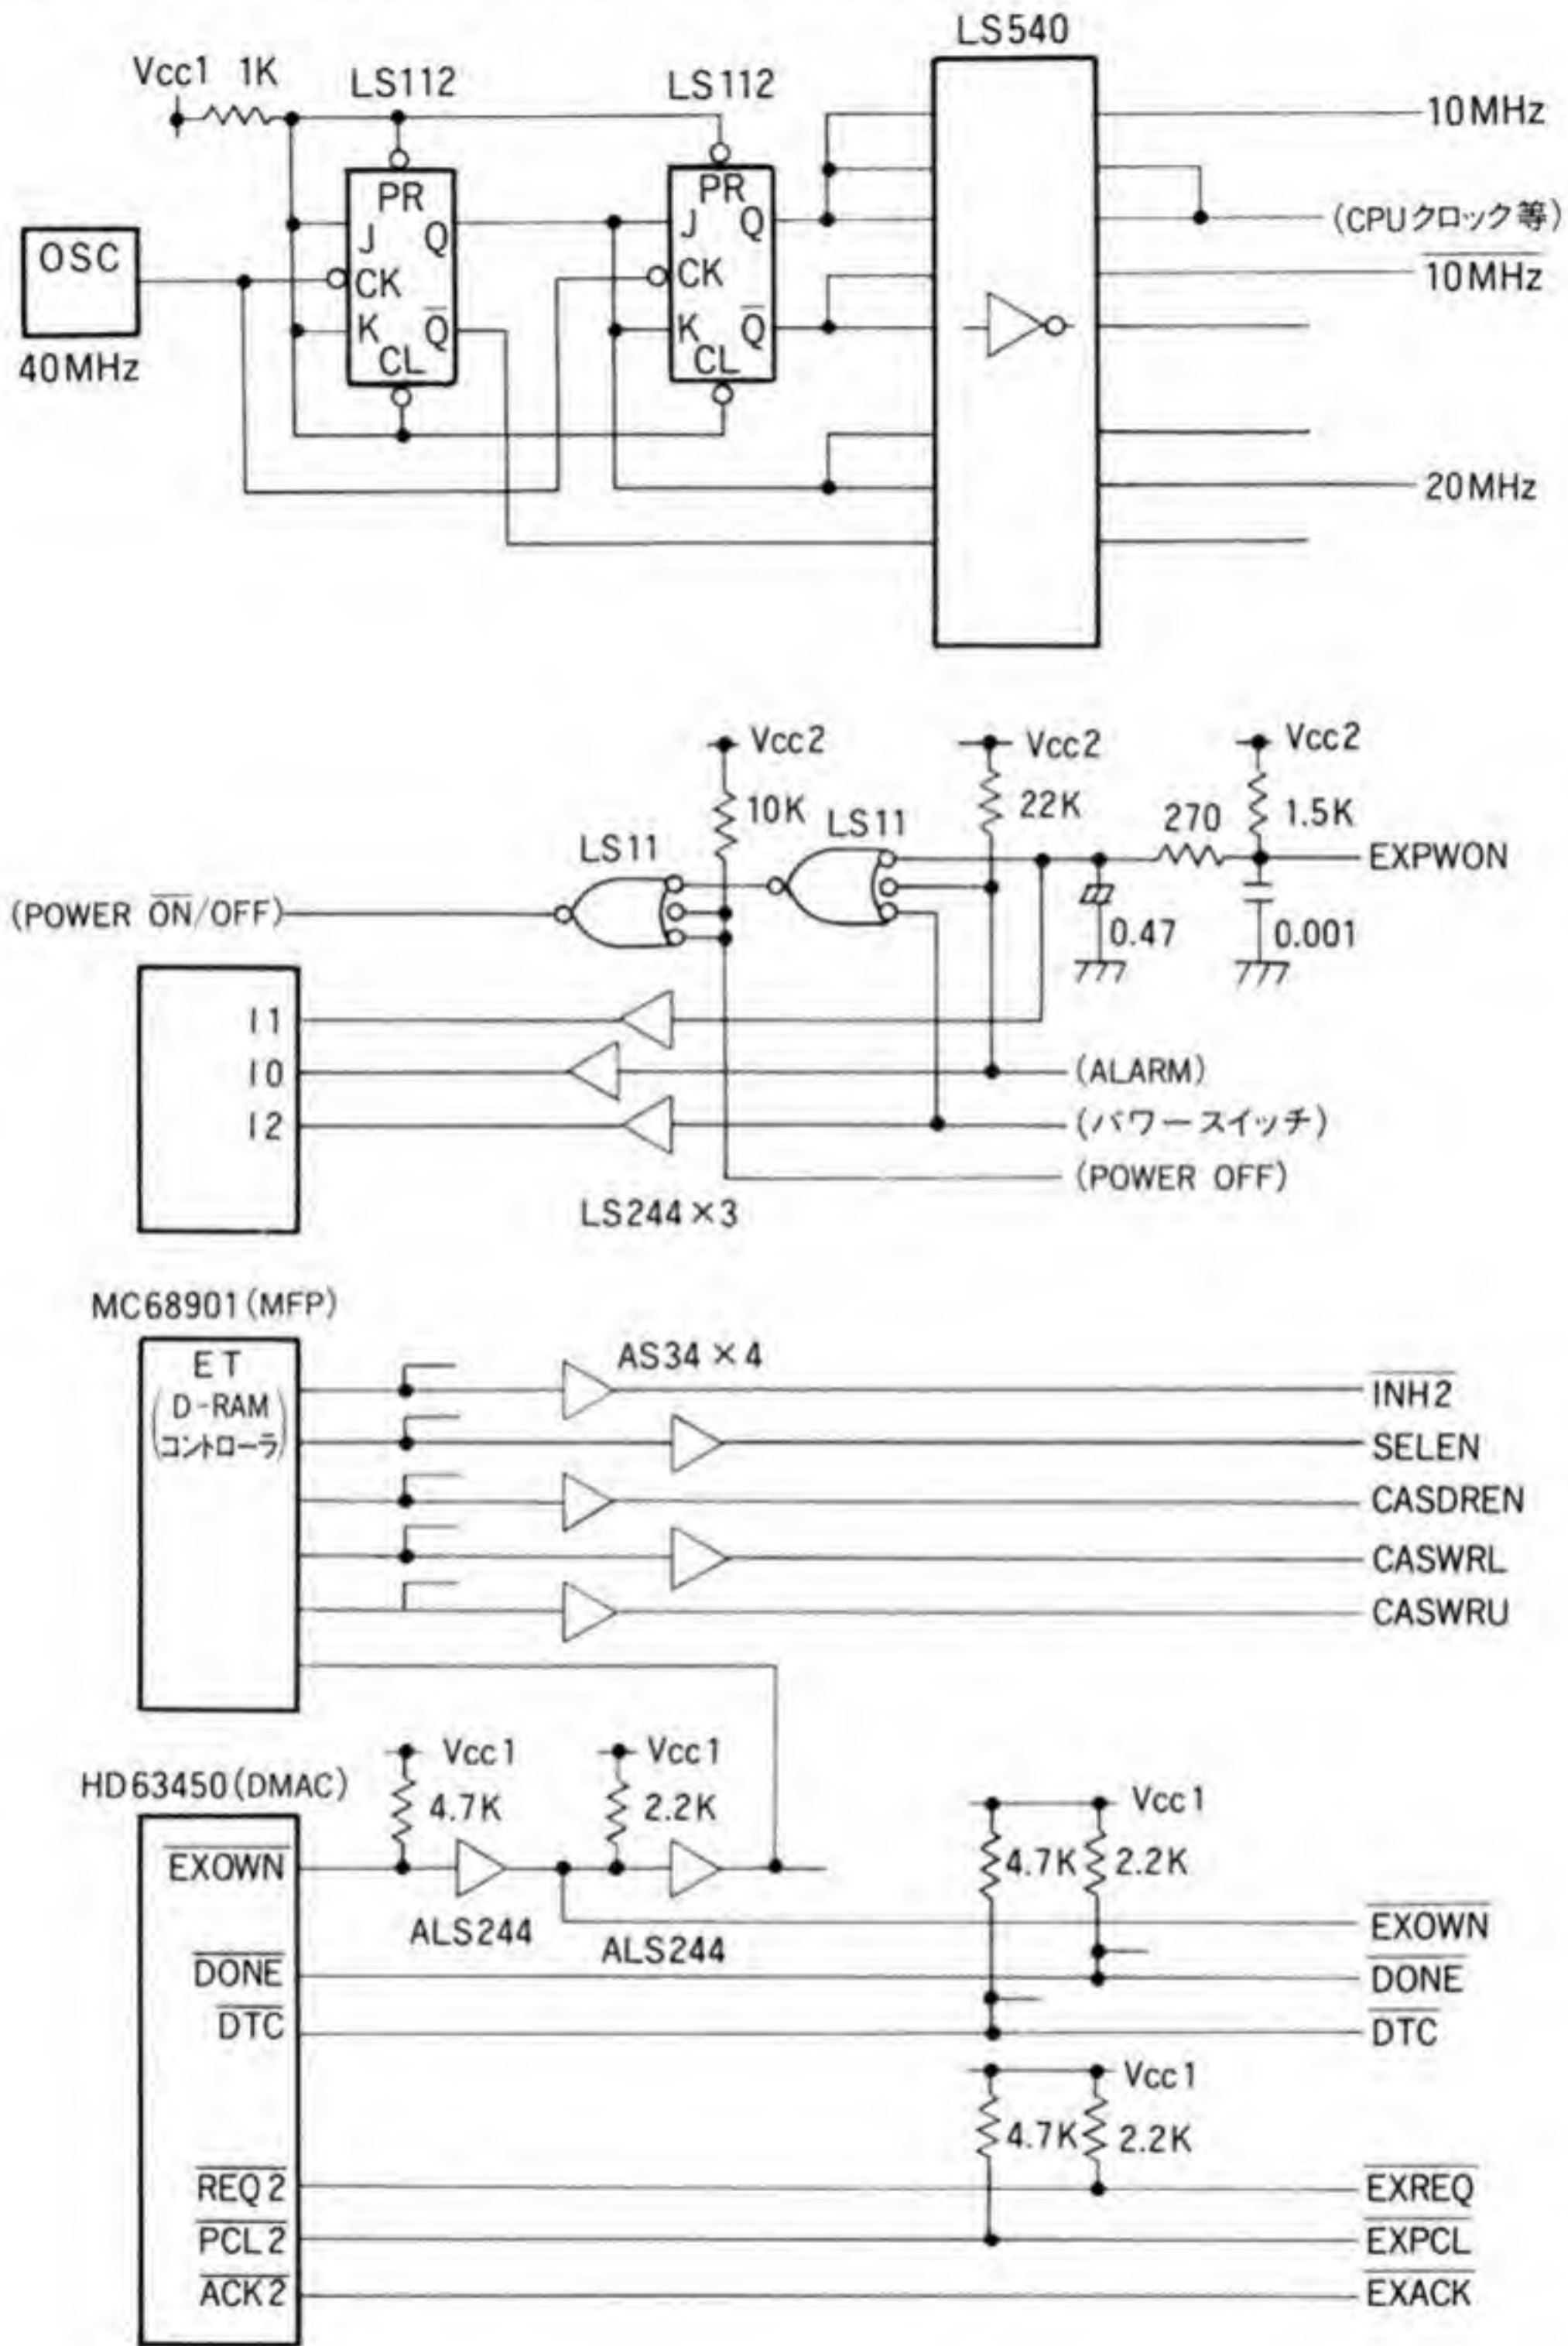 LS540
Vcc1 1K LS112 LS112
10MHz
PR PR
J Q J Q (CPUクロック等)
OSC CK CK 10MHz
K Q K Q
CL CL
40MHz
20MHz
Vcc2 Vcc2 Vcc2
10K LS11 22K 270 1.5K
LS11 EXPWON
(POWER ON/OFF) 0.47 0.001
I1
I0 (ALARM)
I2 (パワースイッチ)
(POWER OFF)
LS244×3
MC68901(MFP)
ET AS34×4
(D-RAM INH2
コントローラ) SELEN
CASDREN
CASWRL
CASWRU
Vcc1 Vcc1
HD63450(DMAC) 4.7K 2.2K Vcc1
EXOWN 4.7K 2.2K
ALS244 ALS244 EXOWN
DONE DONE
DTC DTC
Vcc1
4.7K 2.2K
REQ2 EXREQ
PCL2 EXPCL
ACK2 EXACK